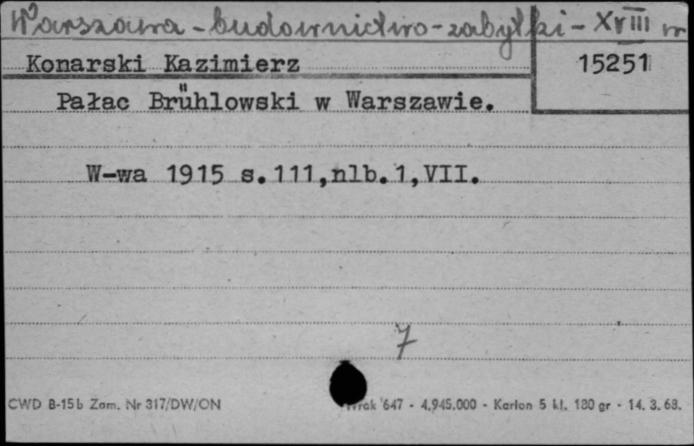 Warszawa - budownictwo - zabytki - XVIII w
Konarski Kazimierz
15251
Pałac Brühlowski w Warszawie.
W-wa 1915 s.111,nlb.1,VII.
7
CWD B-15b Zam. Nr 317/DW/ON 647 - 4.945.000 - Karton 5 kl. 180 gr - 14. 3. 68.